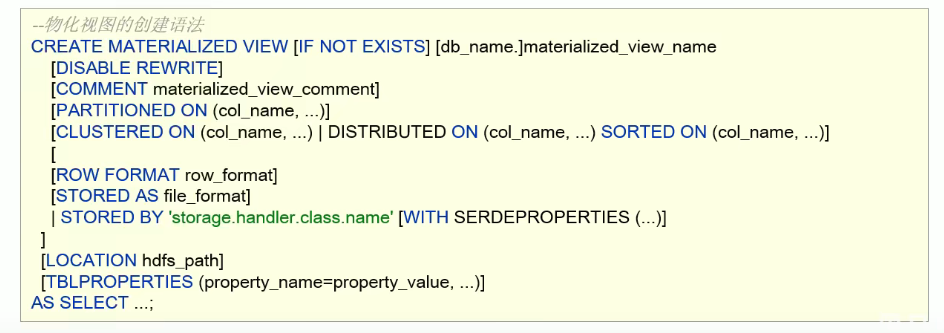 --物化视图的创建语法
CREATE MATERIALIZED VIEW [IF NOT EXISTS] [db_name.]materialized_view_name
[DISABLE REWRITE]
[COMMENT materialized_view_comment]
[PARTITIONED ON (col_name, ...)]
[CLUSTERED ON (col_name, ...) | DISTRIBUTED ON (col_name, ...) SORTED ON (col_name, ...)]
[
[ROW FORMAT row_format]
[STORED AS file_format]
| STORED BY 'storage.handler.class.name' [WITH SERDEPROPERTIES (...)]
]
[LOCATION hdfs_path]
[TBLPROPERTIES (property_name=property_value, ...)]
AS SELECT ...;